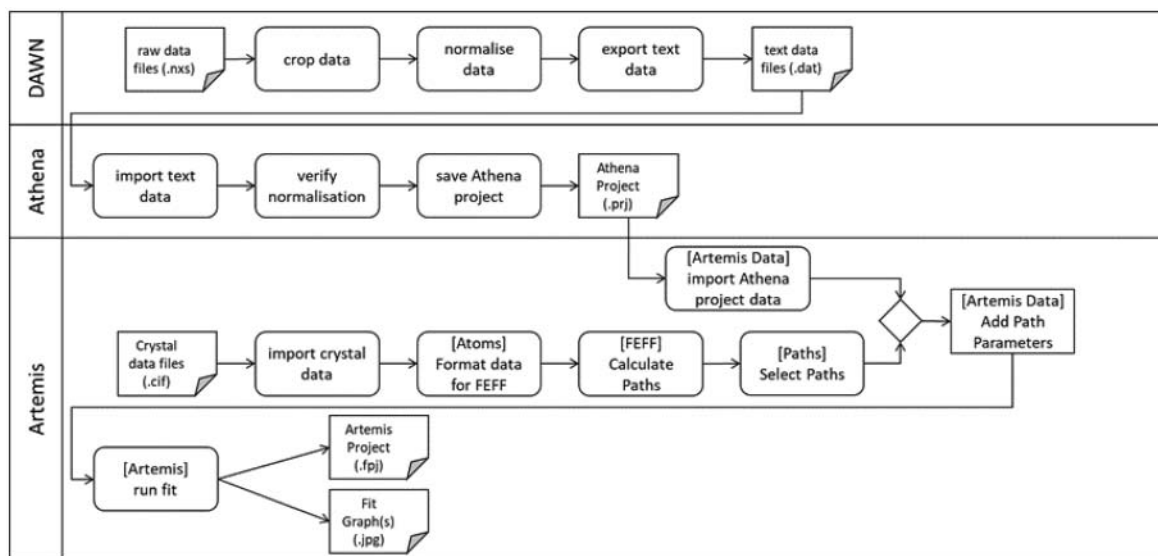 DAWN
raw data
files (.nxs)
crop data
normalise
data
export text
data
text data
files (.dat)
Athena
import text
data
verify
normalisation
save Athena
project
Athena
Project
(.prj)
Artemis
[Artemis Data]
import Athena
project data
[Artemis Data]
Add Path
Parameters
Crystal
data files
(.cif)
import crystal
data
[Atoms]
Format data
for FEFF
[FEFF]
Calculate
Paths
[Paths]
Select Paths
[Artemis]
run fit
Artemis
Project
(.fpj)
Fit
Graph(s)
(.jpg)